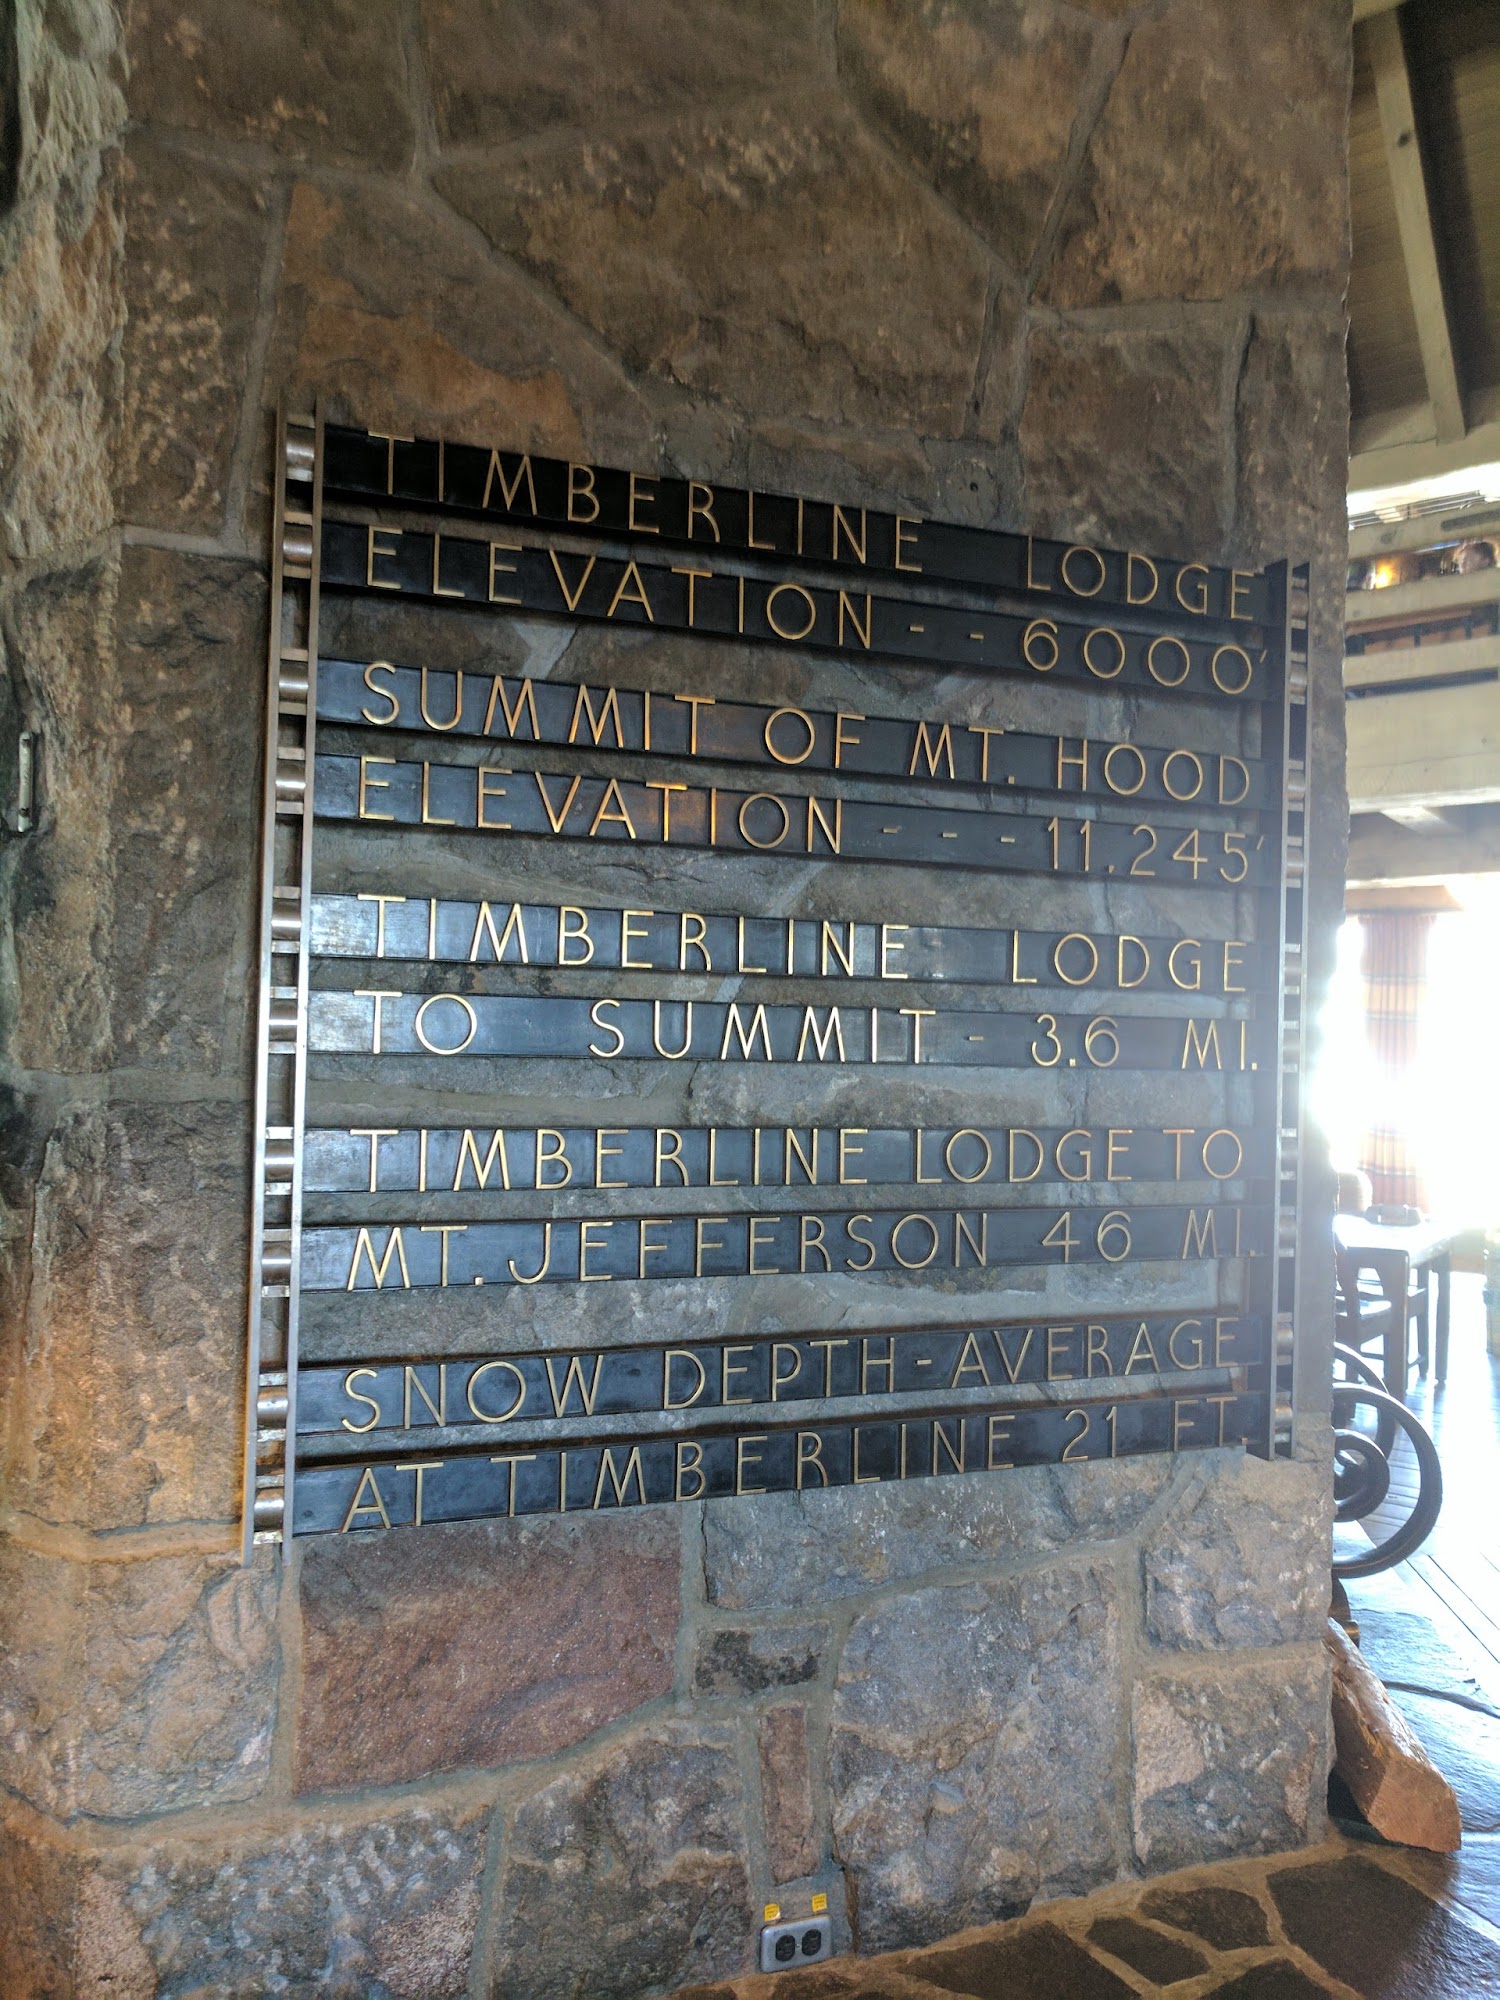 TIMBERLINE LODGE
ELEVATION - - 6000'
SUMMIT OF MT. HOOD
ELEVATION - - - 11.245'
TIMBERLINE LODGE
TO SUMMIT - 3.6 MI.
TIMBERLINE LODGE TO
MT. JEFFERSON 46 MI.
SNOW DEPTH - AVERAGE
AT TIMBERLINE 21 FT.